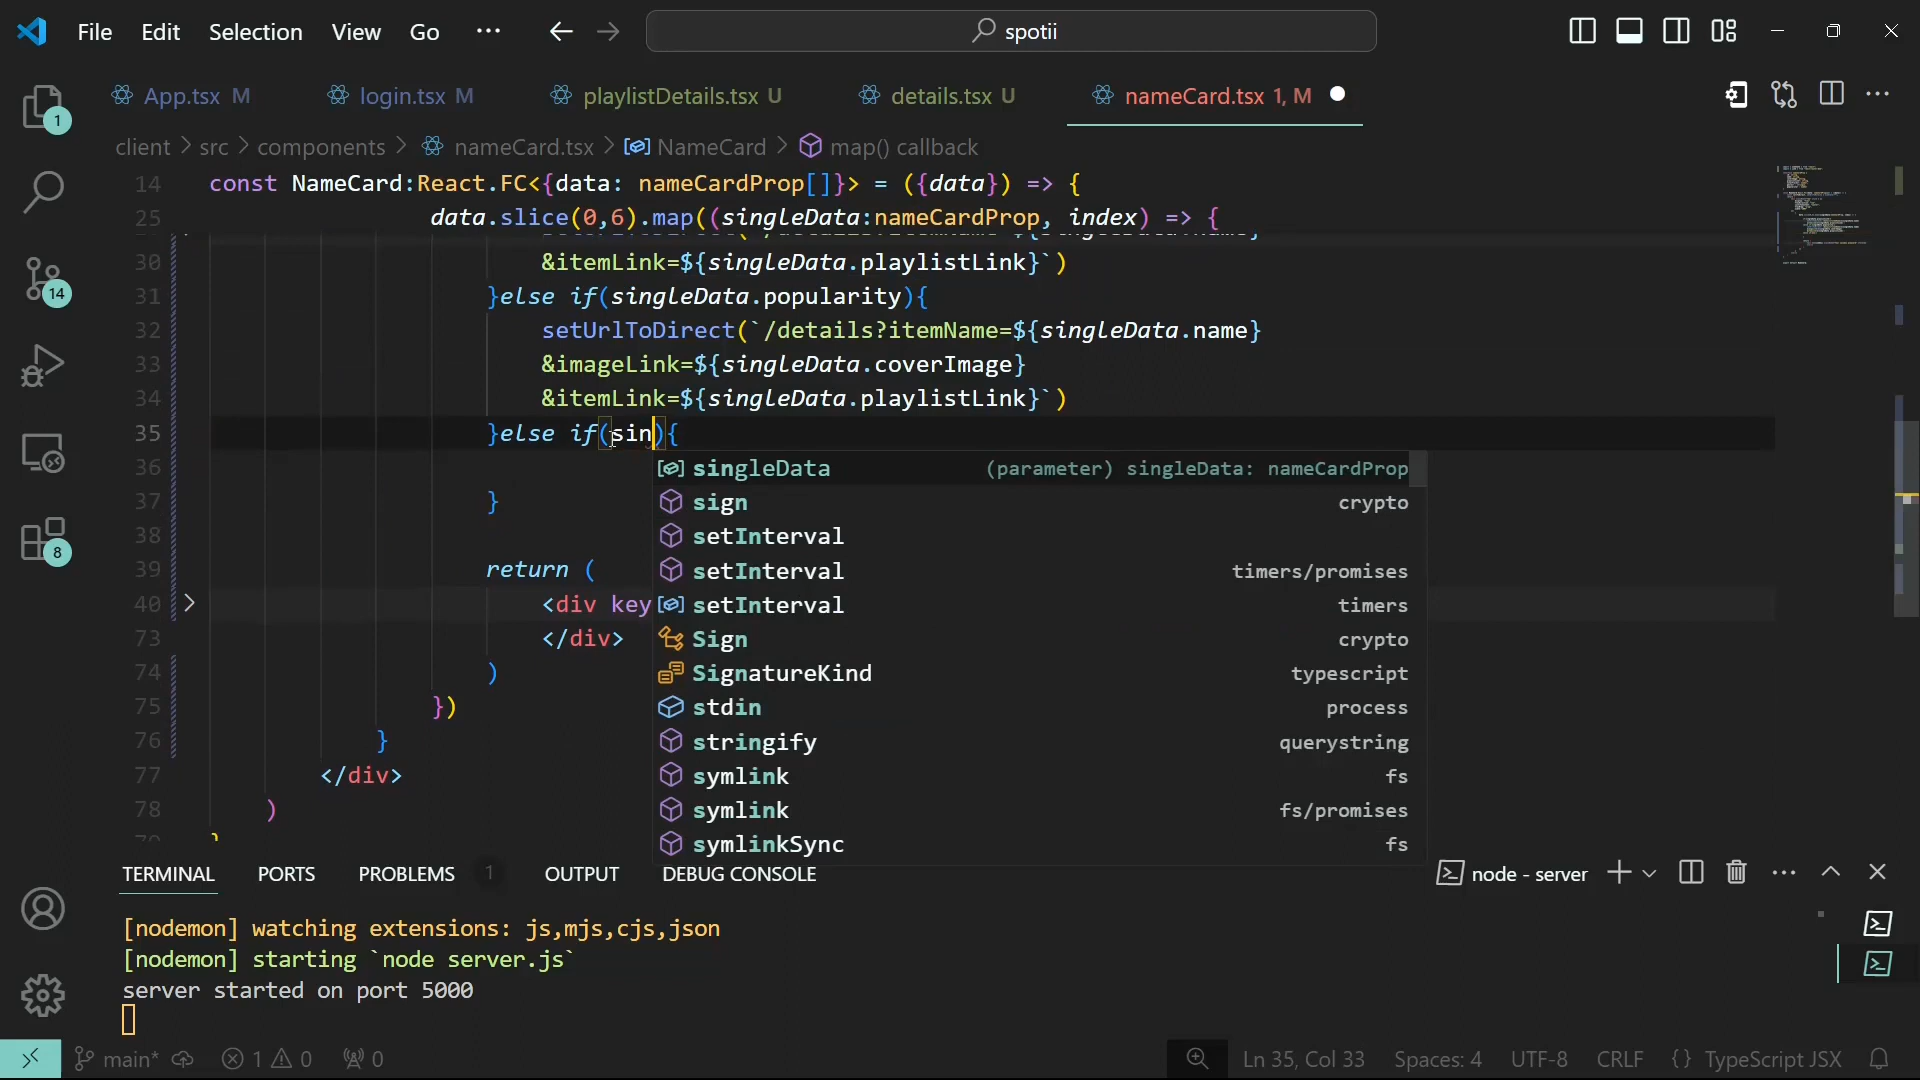 File Edit Selection View Go ··· spotii
App.tsx M login.tsx M playlistDetails.tsx U details.tsx U nameCard.tsx 1, M
client > src > components > nameCard.tsx > NameCard > map() callback
14 const NameCard:React.FC<{data: nameCardProp[]}> = ({data}) => {
25 data.slice(0,6).map((singleData:nameCardProp, index) => {
30 &itemLink=${singleData.playlistLink}`)
31 }else if(singleData.popularity){
32 setUrlToDirect(`/details?itemName=${singleData.name}
33 &imageLink=${singleData.coverImage}
34 &itemLink=${singleData.playlistLink}`)
35 }else if(sin){
36 singleData (parameter) singleData: nameCardProp
sign crypto
37 }
38 setInterval
39 return (
setInterval timers/promises
40 <div key
setInterval timers
73 </div>
Sign crypto
74 )
SignatureKind typescript
75 })
stdin process
76 }
stringify querystring
77 </div>
symlink fs
78 )
symlink fs/promises
79 }
symlinkSync fs
TERMINAL PORTS PROBLEMS 1 OUTPUT DEBUG CONSOLE node - server
[nodemon] watching extensions: js,mjs,cjs,json
[nodemon] starting `node server.js`
server started on port 5000
main* 1 0 0 Ln 35, Col 33 Spaces: 4 UTF-8 CRLF {} TypeScript JSX
1
14
8